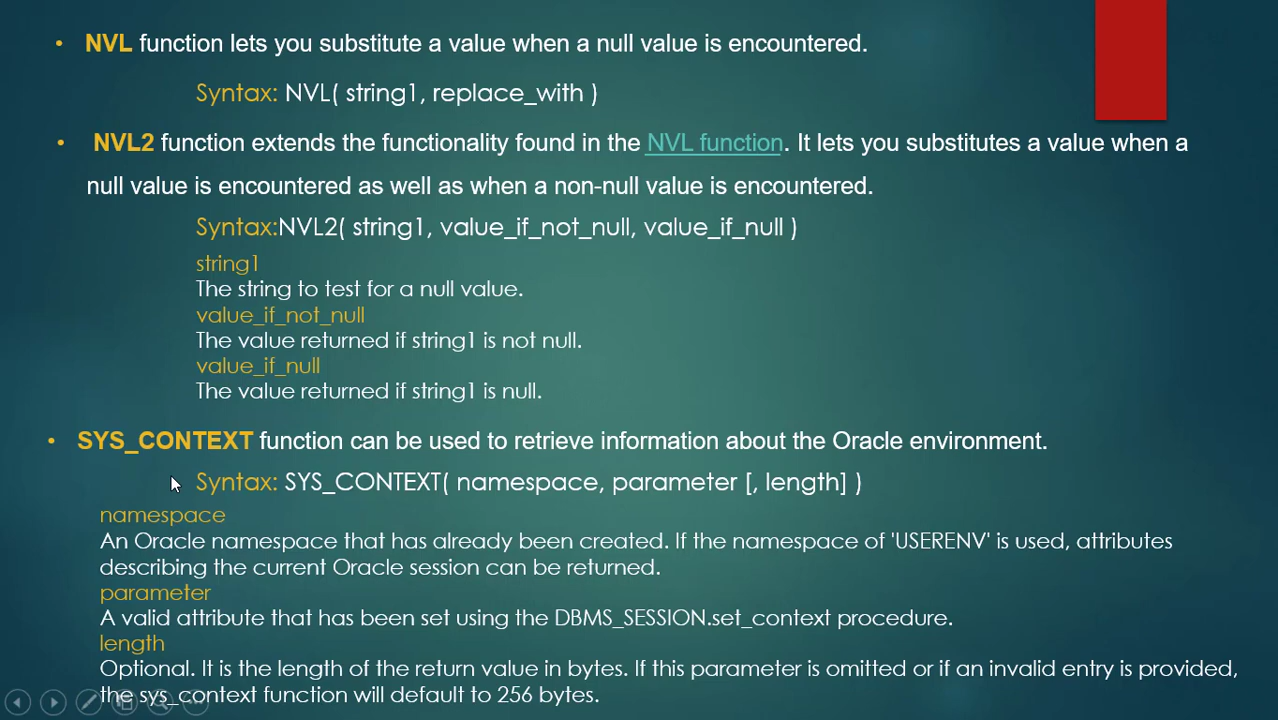 • NVL function lets you substitute a value when a null value is encountered.
Syntax: NVL( string1, replace_with )
• NVL2 function extends the functionality found in the NVL function. It lets you substitutes a value when a
null value is encountered as well as when a non-null value is encountered.
Syntax:NVL2( string1, value_if_not_null, value_if_null )
string1
The string to test for a null value.
value_if_not_null
The value returned if string1 is not null.
value_if_null
The value returned if string1 is null.
• SYS_CONTEXT function can be used to retrieve information about the Oracle environment.
Syntax: SYS_CONTEXT( namespace, parameter [, length] )
namespace
An Oracle namespace that has already been created. If the namespace of 'USERENV' is used, attributes
describing the current Oracle session can be returned.
parameter
A valid attribute that has been set using the DBMS_SESSION.set_context procedure.
length
Optional. It is the length of the return value in bytes. If this parameter is omitted or if an invalid entry is provided,
the sys_context function will default to 256 bytes.